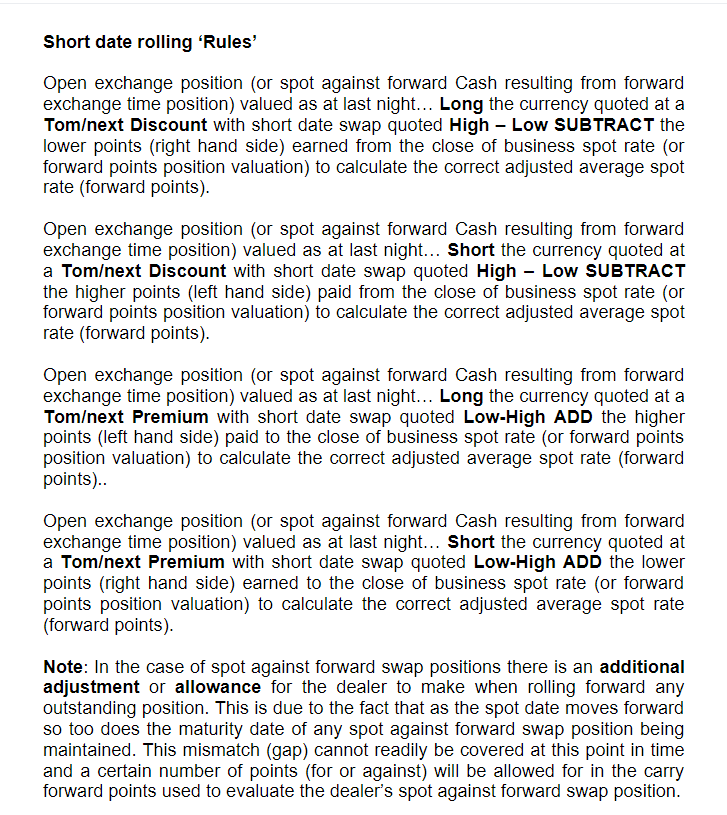 Short date rolling ‘Rules’
Open exchange position (or spot against forward Cash resulting from forward
exchange time position) valued as at last night… Long the currency quoted at a
Tom/next Discount with short date swap quoted High – Low SUBTRACT the
lower points (right hand side) earned from the close of business spot rate (or
forward points position valuation) to calculate the correct adjusted average spot
rate (forward points).
Open exchange position (or spot against forward Cash resulting from forward
exchange time position) valued as at last night… Short the currency quoted at
a Tom/next Discount with short date swap quoted High – Low SUBTRACT
the higher points (left hand side) paid from the close of business spot rate (or
forward points position valuation) to calculate the correct adjusted average spot
rate (forward points).
Open exchange position (or spot against forward Cash resulting from forward
exchange time position) valued as at last night… Long the currency quoted at a
Tom/next Premium with short date swap quoted Low-High ADD the higher
points (left hand side) paid to the close of business spot rate (or forward points
position valuation) to calculate the correct adjusted average spot rate (forward
points)..
Open exchange position (or spot against forward Cash resulting from forward
exchange time position) valued as at last night… Short the currency quoted at
a Tom/next Premium with short date swap quoted Low-High ADD the lower
points (right hand side) earned to the close of business spot rate (or forward
points position valuation) to calculate the correct adjusted average spot rate
(forward points).
Note: In the case of spot against forward swap positions there is an additional
adjustment or allowance for the dealer to make when rolling forward any
outstanding position. This is due to the fact that as the spot date moves forward
so too does the maturity date of any spot against forward swap position being
maintained. This mismatch (gap) cannot readily be covered at this point in time
and a certain number of points (for or against) will be allowed for in the carry
forward points used to evaluate the dealer’s spot against forward swap position.